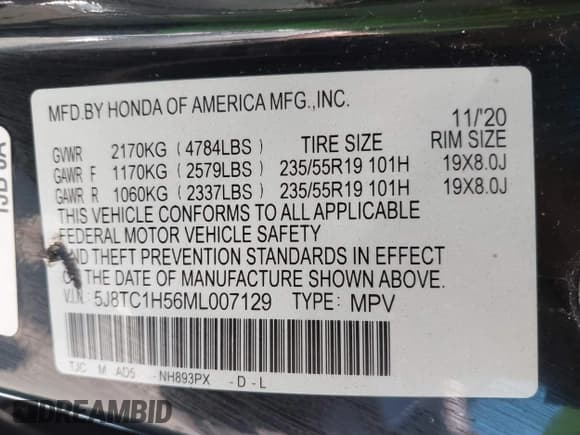 MFD.BY HONDA OF AMERICA MFG.,INC.
11/'20
GVWR 2170KG (4784LBS) TIRE SIZE RIM SIZE
GAWR F 1170KG (2579LBS) 235/55R19 101H 19X8.0J
GAWR R 1060KG (2337LBS) 235/55R19 101H 19X8.0J
THIS VEHICLE CONFORMS TO ALL APPLICABLE
FEDERAL MOTOR VEHICLE SAFETY
AND THEFT PREVENTION STANDARDS IN EFFECT
ON THE DATE OF MANUFACTURE SHOWN ABOVE.
V.I.N: 5J8TC1H56ML007129 TYPE: MPV
TJC M AD5 - NH893PX - D - L
DREAMBID